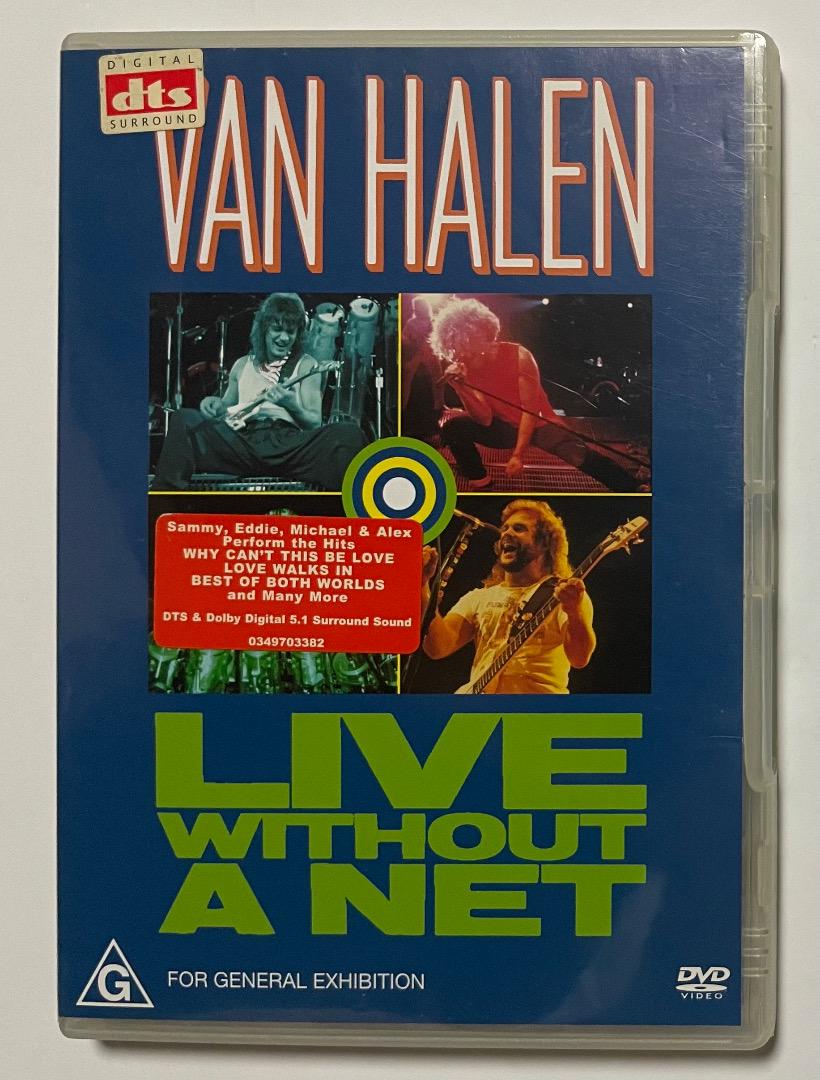 DIGITAL
dts
SURROUND
VAN HALEN
Sammy, Eddie, Michael & Alex
Perform the Hits
WHY CAN'T THIS BE LOVE
LOVE WALKS IN
BEST OF BOTH WORLDS
and Many More
DTS & Dolby Digital 5.1 Surround Sound
0349703382
LIVE
WITHOUT
A NET
G FOR GENERAL EXHIBITION
DVD
VIDEO